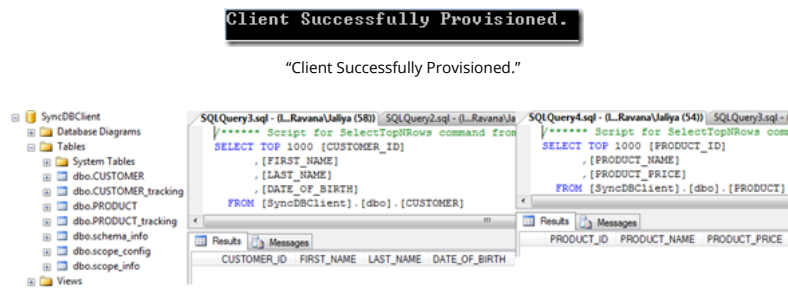 Client Successfully Provisioned.
“Client Successfully Provisioned.”
SyncDBClient
Database Diagrams
Tables
System Tables
dbo.CUSTOMER
dbo.CUSTOMER_tracking
dbo.PRODUCT
dbo.PRODUCT_tracking
dbo.schema_info
dbo.scope_config
dbo.scope_info
Views
SQLQuery3.sql - (l...Ravana\Jaliya (58)) SQLQuery2.sql - (l...Ravana\Ja
/****** Script for SelectTopNRows command from
SELECT TOP 1000 [CUSTOMER_ID]
,[FIRST_NAME]
,[LAST_NAME]
,[DATE_OF_BIRTH]
FROM [SyncDBClient].[dbo].[CUSTOMER]
Results Messages
CUSTOMER_ID FIRST_NAME LAST_NAME DATE_OF_BIRTH
SQLQuery4.sql - (l...Ravana\Jaliya (54)) SQLQuery3.sql - (
/****** Script for SelectTopNRows com
SELECT TOP 1000 [PRODUCT_ID]
,[PRODUCT_NAME]
,[PRODUCT_PRICE]
FROM [SyncDBClient].[dbo].[PRODUCT]
Results Messages
PRODUCT_ID PRODUCT_NAME PRODUCT_PRICE